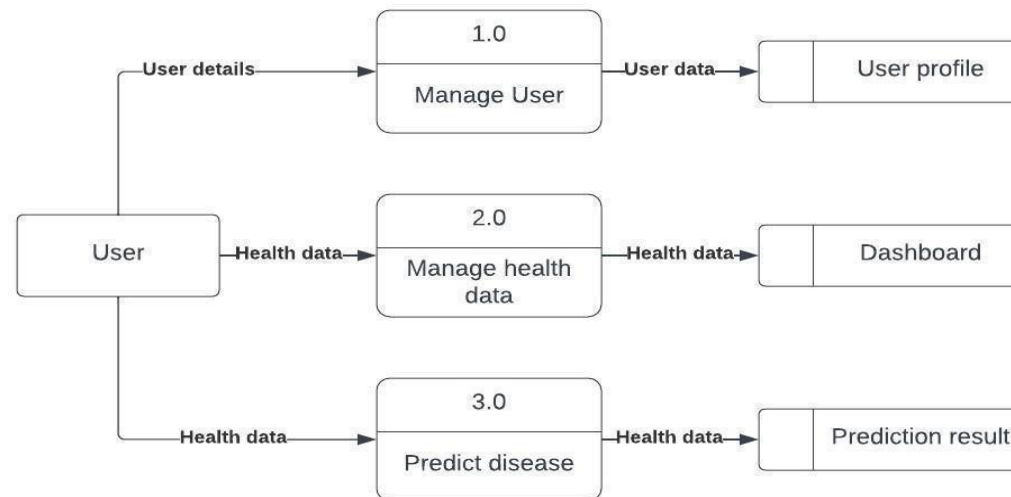 1.0
User details
Manage User
User data
User profile
2.0
User
Health data
Manage health
data
Health data
Dashboard
3.0
Health data
Predict disease
Health data
Prediction result